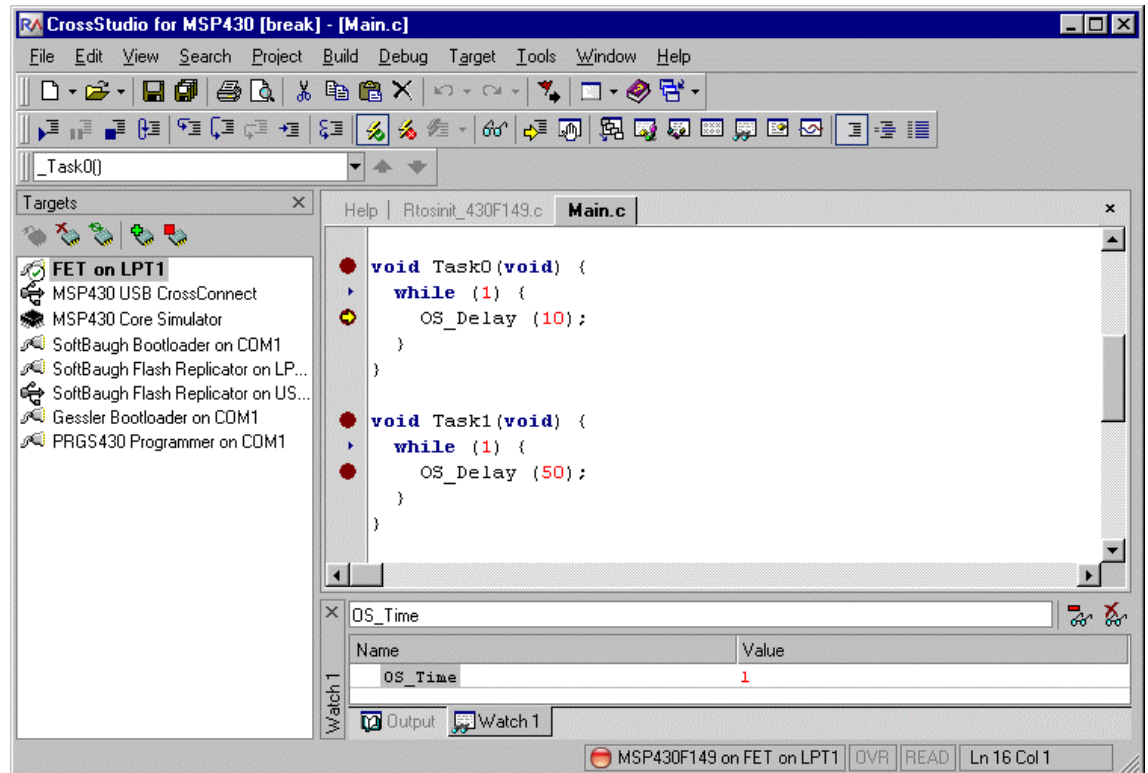 CrossStudio for MSP430 [break] - [Main.c]
File Edit View Search Project Build Debug Target Tools Window Help
_Task0()
Targets
FET on LPT1
MSP430 USB CrossConnect
MSP430 Core Simulator
SoftBaugh Bootloader on COM1
SoftBaugh Flash Replicator on LP...
SoftBaugh Flash Replicator on US...
Gessler Bootloader on COM1
PRGS430 Programmer on COM1
Help | Rtosinit_430F149.c Main.c
void Task0(void) {
while (1) {
OS_Delay (10);
}
}
void Task1(void) {
while (1) {
OS_Delay (50);
}
}
OS_Time
Name Value
OS_Time 1
Watch 1
Output Watch 1
MSP430F149 on FET on LPT1 OVR READ Ln 16 Col 1